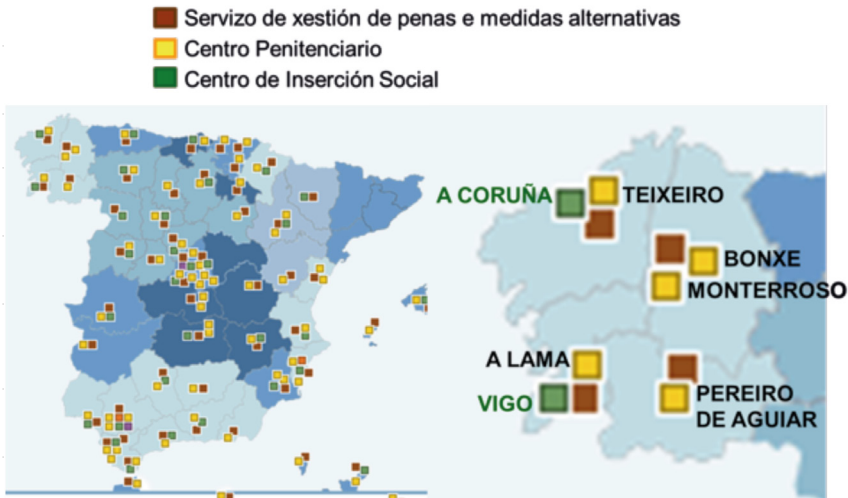 Servizo de xestión de penas e medidas alternativas
Centro Penitenciario
Centro de Inserción Social
A CORUÑA
TEIXEIRO
BONXE
MONTERROSO
A LAMA
VIGO
PEREIRO
DE AGUIAR